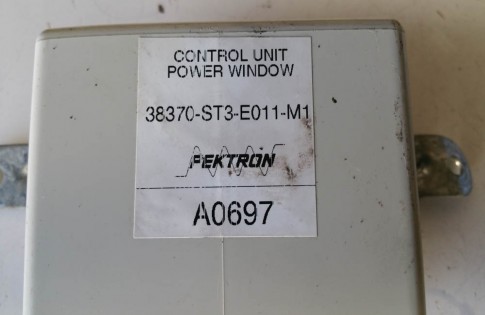 CONTROL UNIT
POWER WINDOW
38370-ST3-E011-M1
PEKTRON
A0697